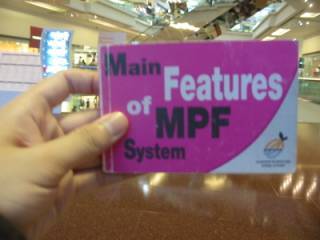 Main
Features
of
MPF
System